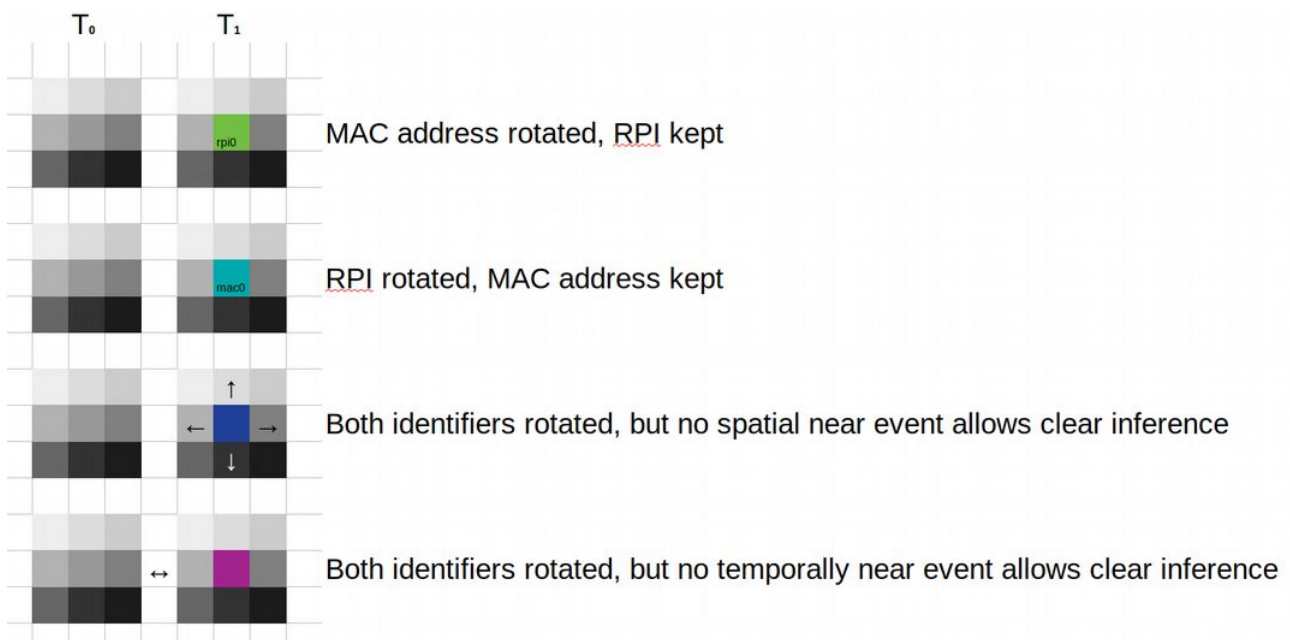 T₀ T₁
rpi0
MAC address rotated, RPI kept
mac0
RPI rotated, MAC address kept
↑
← →
↓
Both identifiers rotated, but no spatial near event allows clear inference
↔
Both identifiers rotated, but no temporally near event allows clear inference